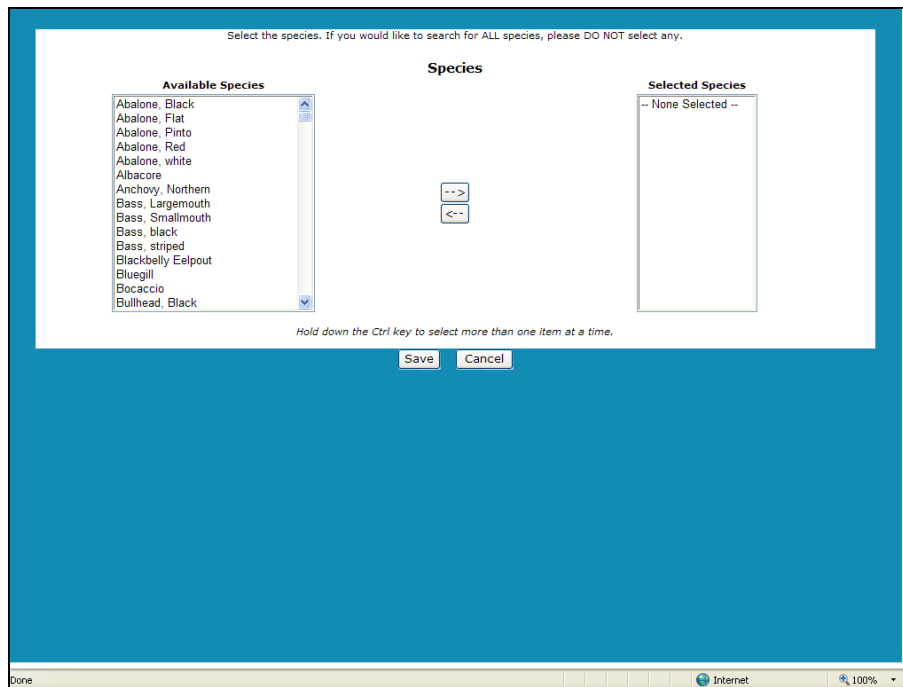 Select the species. If you would like to search for ALL species, please DO NOT select any.
Species
Available Species
Selected Species
Abalone, Black
Abalone, Flat
Abalone, Pinto
Abalone, Red
Abalone, white
Albacore
Anchovy, Northern
Bass, Largemouth
Bass, Smallmouth
Bass, black
Bass, striped
Blackbelly Eelpout
Bluegill
Bocaccio
Bullhead, Black
-->
<--
-- None Selected --
Hold down the Ctrl key to select more than one item at a time.
Save Cancel
Done Internet 100%